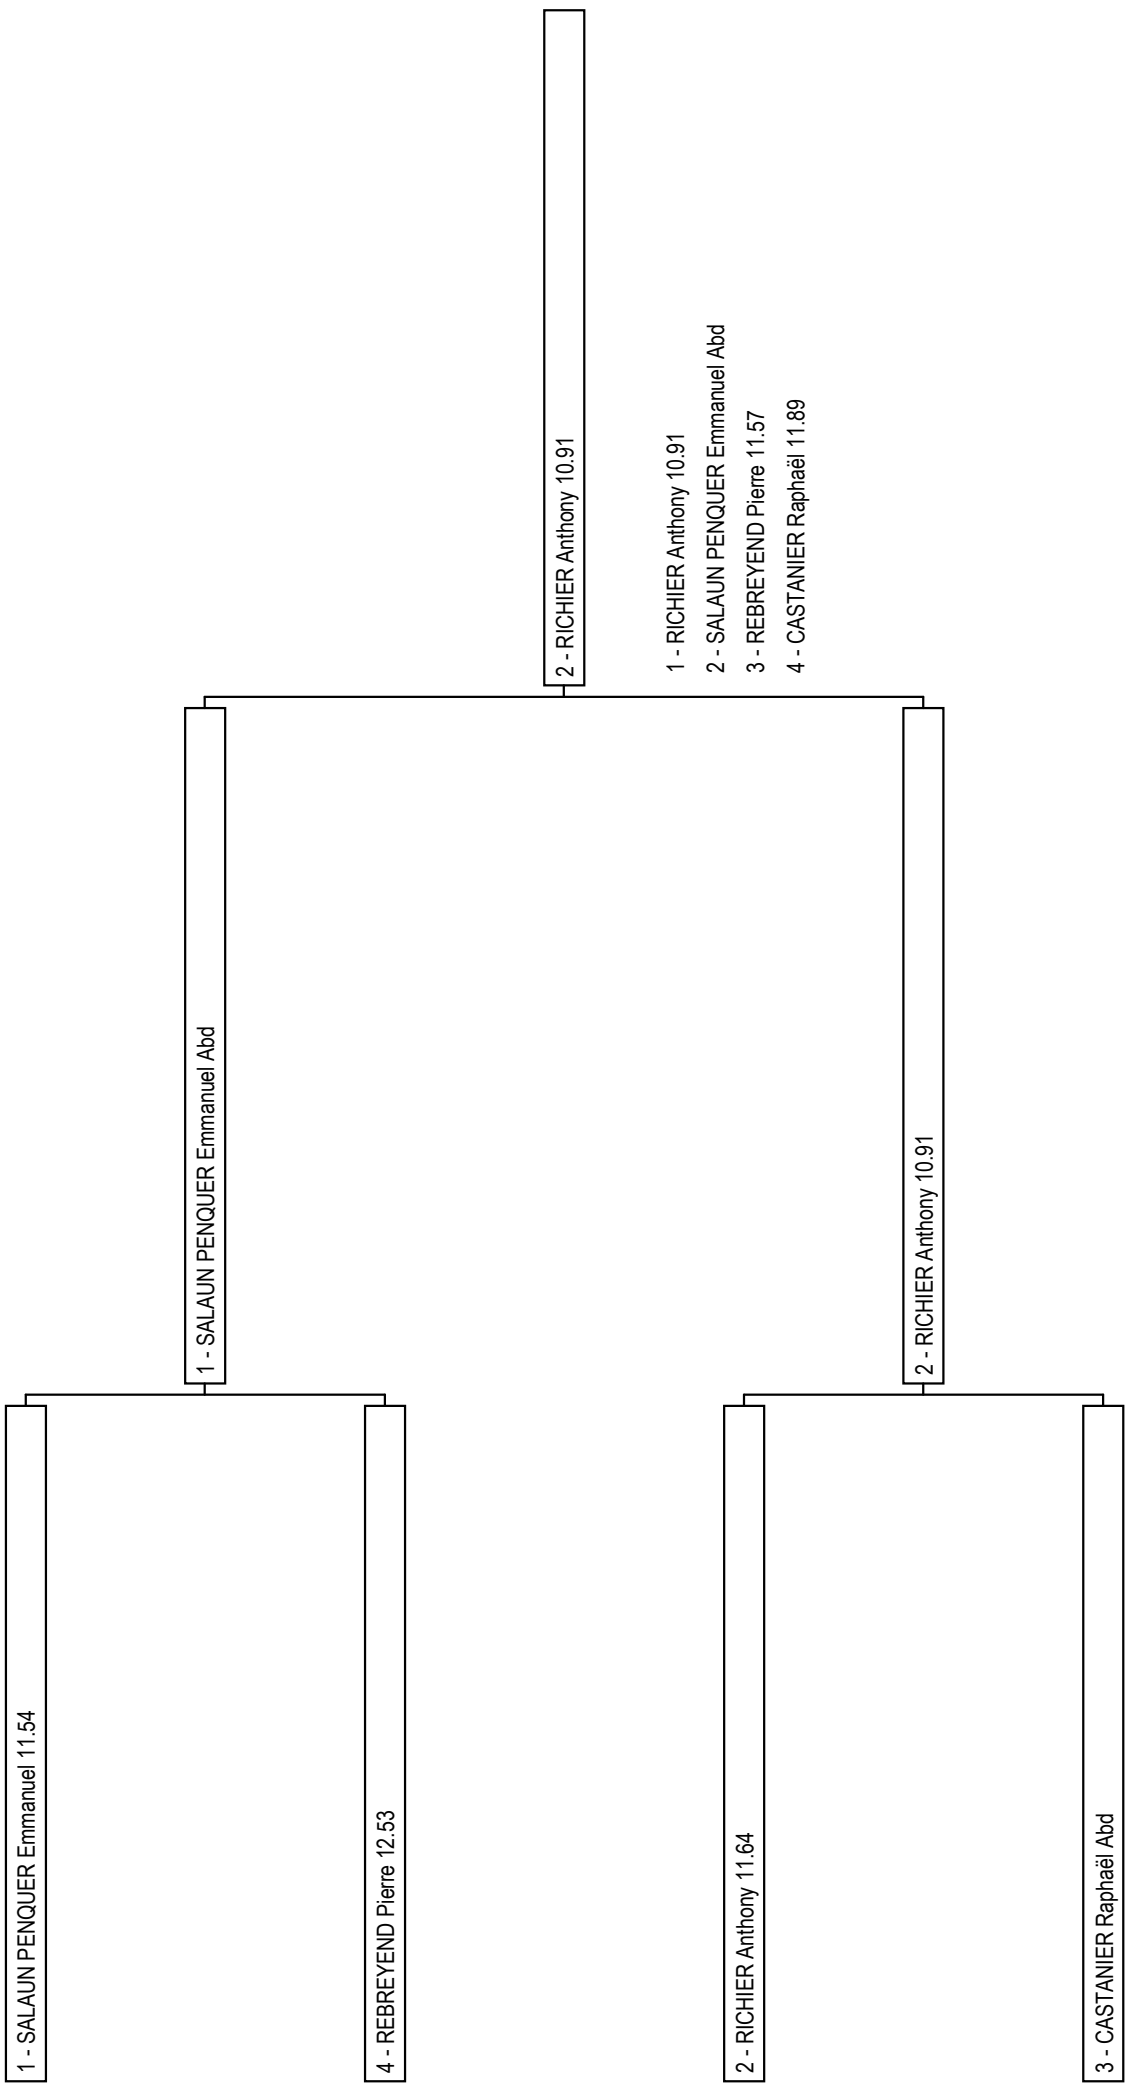 1 - SALAUN PENQUER Emmanuel 11.54
4 - REBREYEND Pierre 12.53
2 - RICHIER Anthony 11.64
3 - CASTANIER Raphaël Abd
1 - SALAUN PENQUER Emmanuel Abd
2 - RICHIER Anthony 10.91
2 - RICHIER Anthony 10.91
1 - RICHIER Anthony 10.91
2 - SALAUN PENQUER Emmanuel Abd
3 - REBREYEND Pierre 11.57
4 - CASTANIER Raphaël 11.89